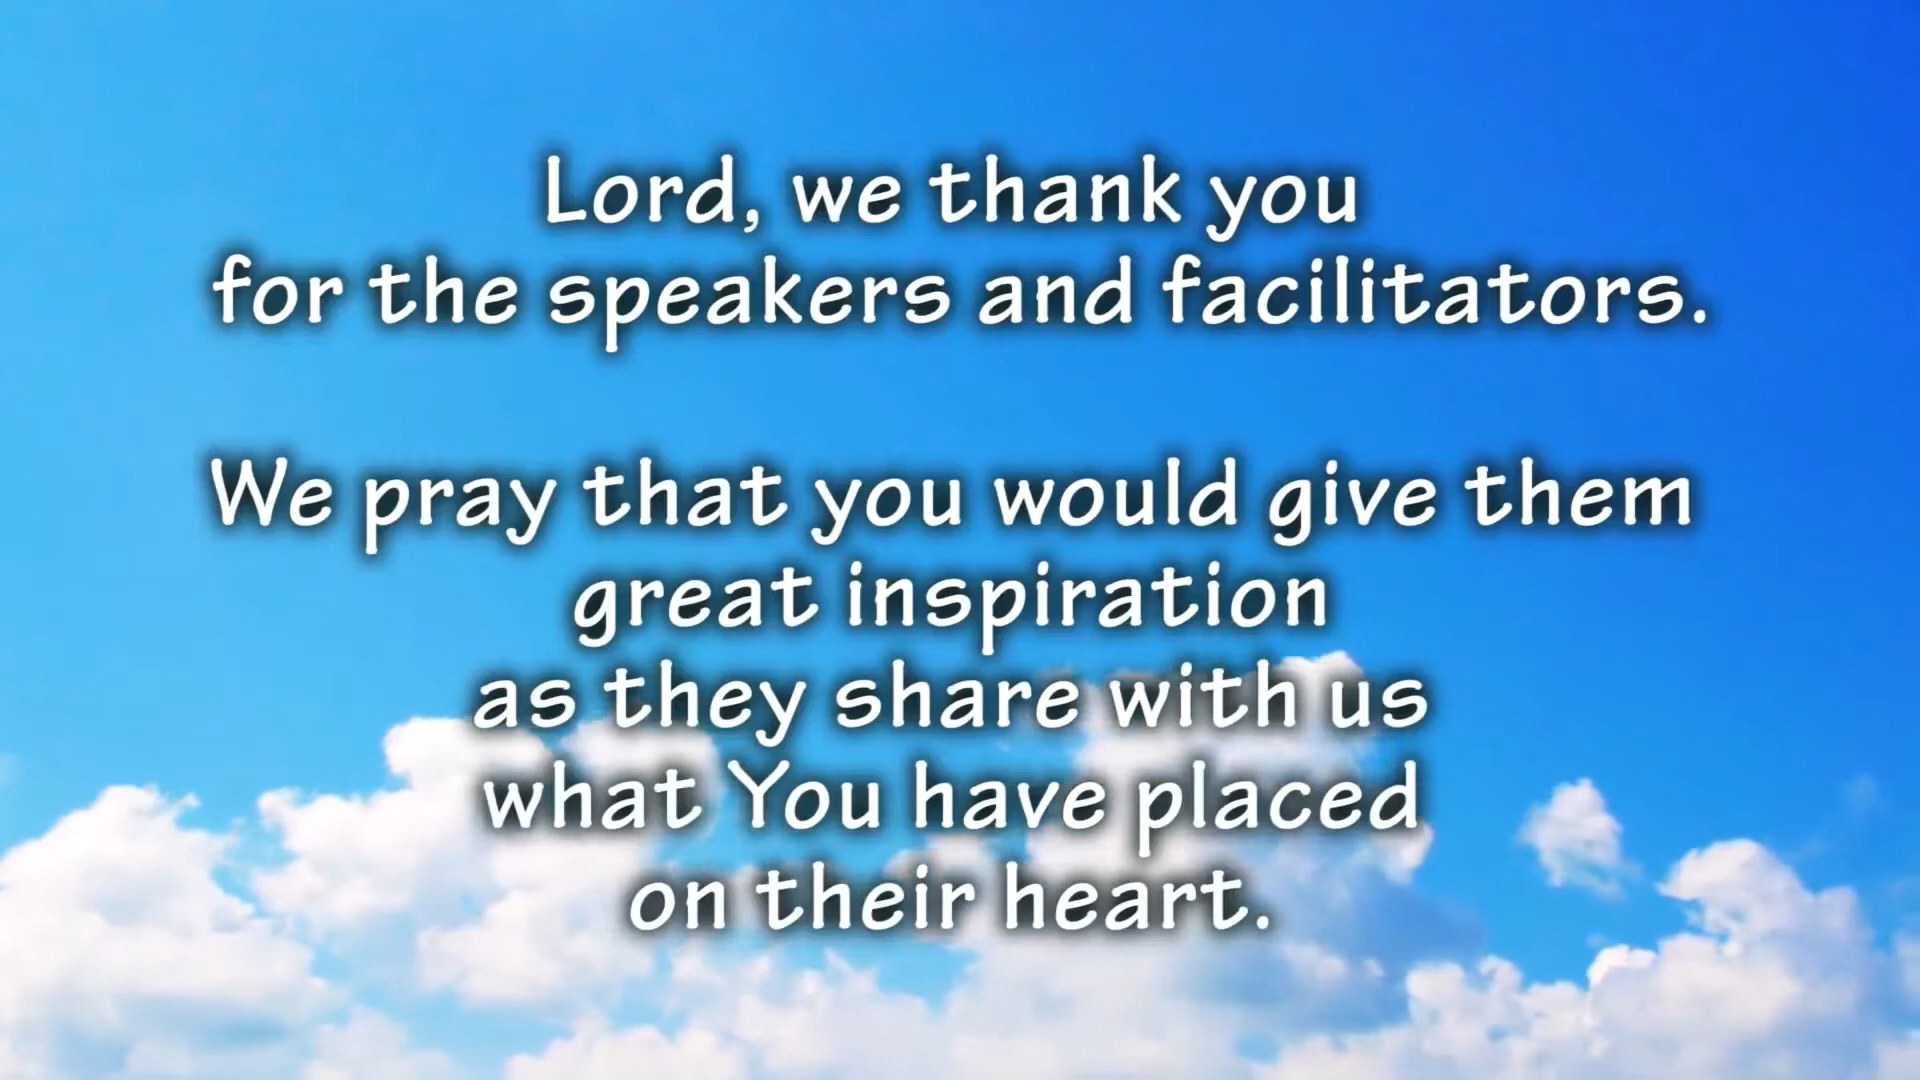 Lord, we thank you
for the speakers and facilitators.
We pray that you would give them
great inspiration
as they share with us
what You have placed
on their heart.